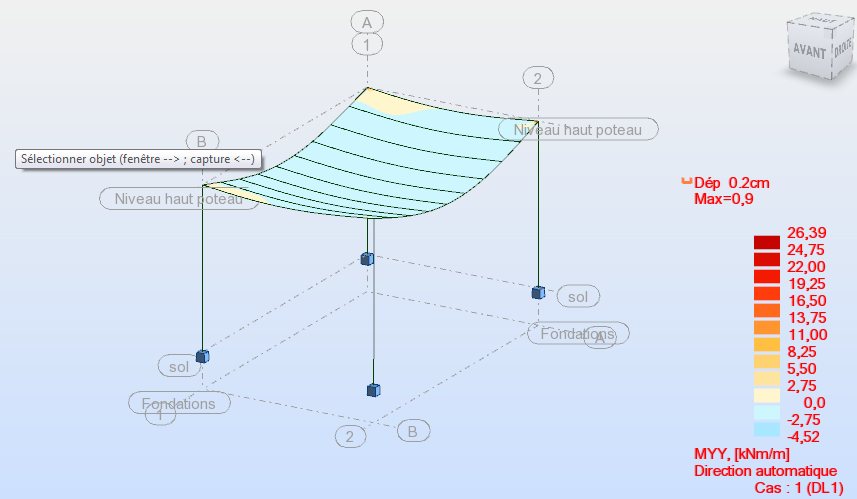 A
1
HAUT
AVANT
DROITE
2
Niveau haut poteau
B
Sélectionner objet (fenêtre --> ; capture <--)
Niveau haut poteau
Dép 0.2cm
Max=0,9
26,39
24,75
22,00
19,25
16,50
13,75
11,00
8,25
5,50
2,75
0,0
-2,75
-4,52
sol
Fondations
A
sol
Fondations
1
2
B
MYY, [kNm/m]
Direction automatique
Cas : 1 (DL1)